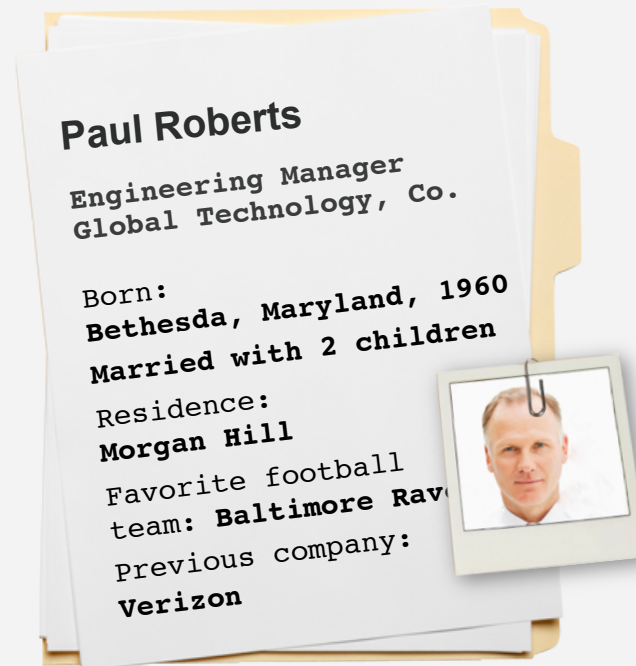 Paul Roberts
Engineering Manager
Global Technology, Co.
Born:
Bethesda, Maryland, 1960
Married with 2 children
Residence:
Morgan Hill
Favorite football
team: Baltimore
Previous company:
Verizon